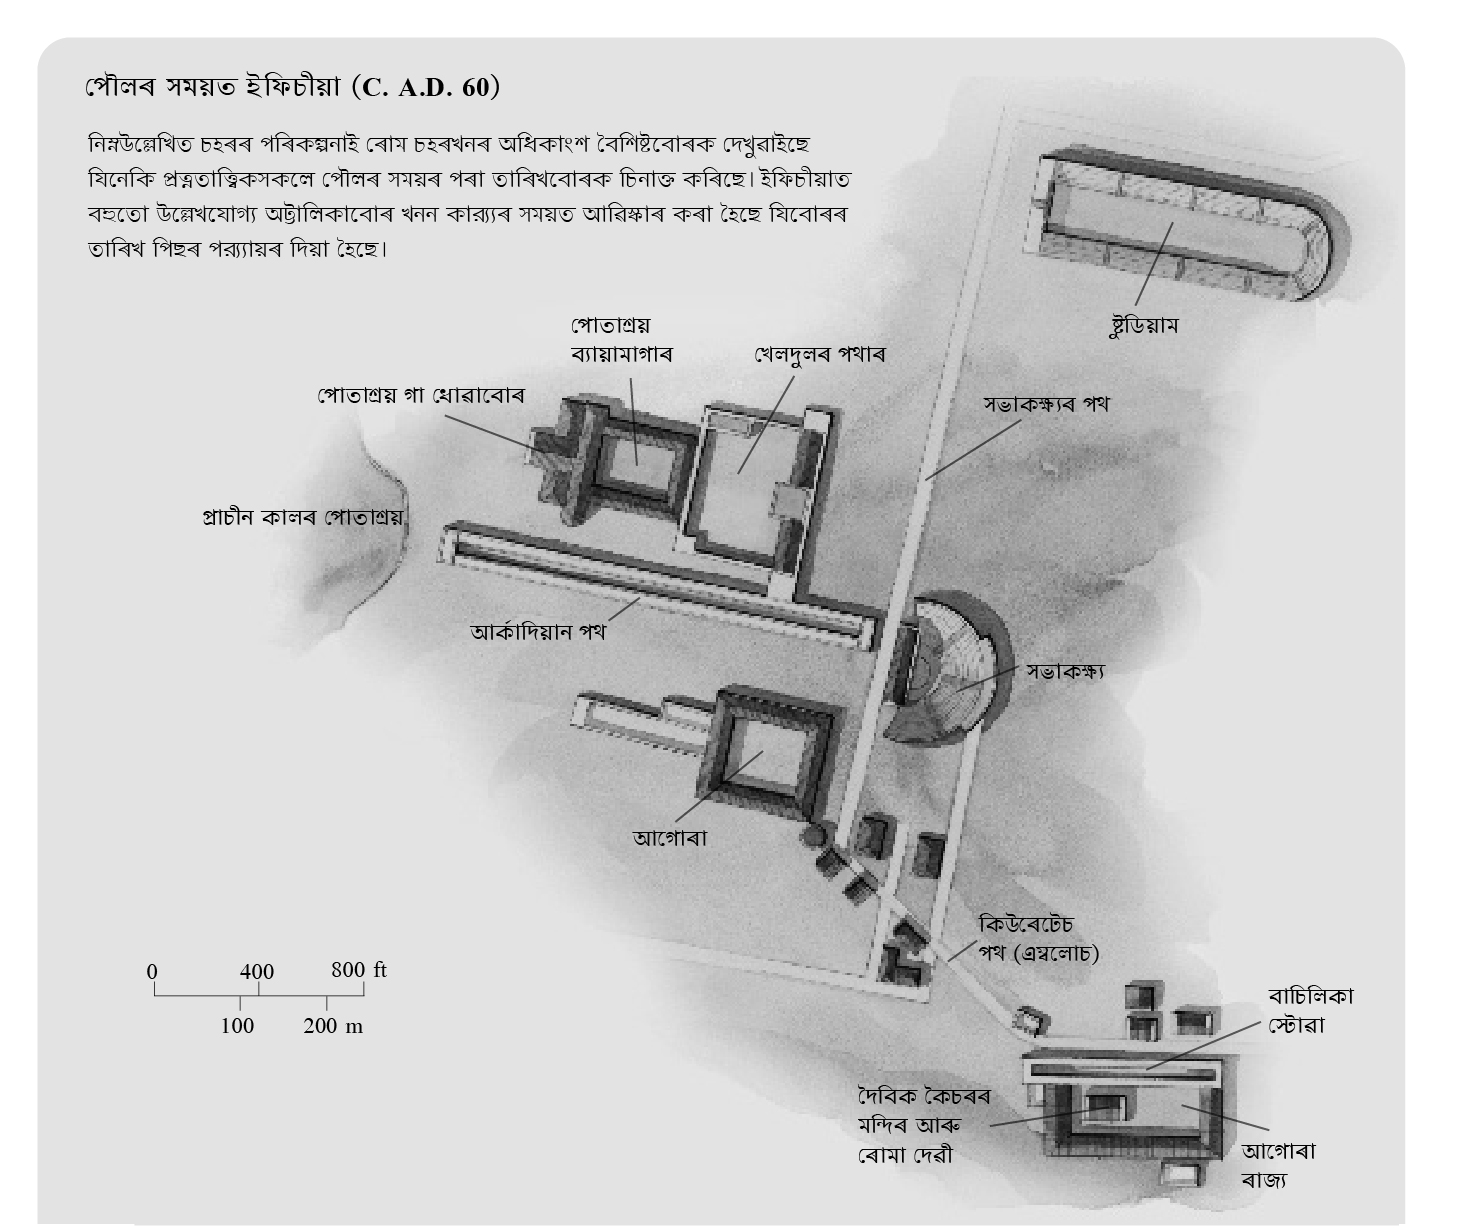 পৌলৰ সময়ত ইফিচীয়া (C. A.D. 60)
নিম্নউল্লেখিত চহৰৰ পৰিকল্পনাই ৰোম চহৰখনৰ অধিকাংশ বৈশিষ্টবোৰক দেখুৱাইছে
যিনেকি প্ৰত্নতাত্ত্বিকসকলে পৌলৰ সময়ৰ পৰা তাৰিখবোৰক চিনাক্ত কৰিছে। ইফিচীয়াত
বহুতো উল্লেখযোগ্য অট্টালিকাবোৰ খনন কাৰ্য্যৰ সময়ত আৱিস্কাৰ কৰা হৈছে যিবোৰৰ
তাৰিখ পিছৰ পৰ্য্যায়ৰ দিয়া হৈছে।
ষ্টুডিয়াম
পোতাশ্ৰয়
ব্যায়ামাগাৰ
খেলদুলৰ পথাৰ
পোতাশ্ৰয় গা ধোৱাবোৰ
সভাকক্ষ্যৰ পথ
প্ৰাচীন কালৰ পোতাশ্ৰয়
আৰ্কাদিয়ান পথ
সভাকক্ষ্য
আগোৰা
কিউৰেটেচ
পথ (এম্বলোচ)
0 400 800 ft
100 200 m
বাচিলিকা
স্টোৱা
দৈবিক কৈচৰৰ
মন্দিৰ আৰু
ৰোমা দেৱী
আগোৰা
ৰাজ্য